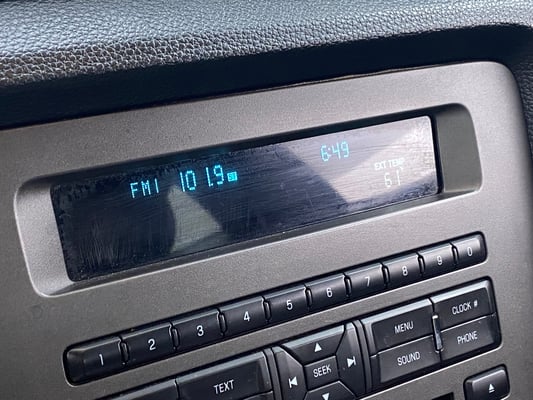 FM1 101.9
6:49
EXT TEMP
61°
1 2 3 4 5 6 7 8 9 0
MENU
CLOCK #
SOUND
PHONE
TEXT
SEEK